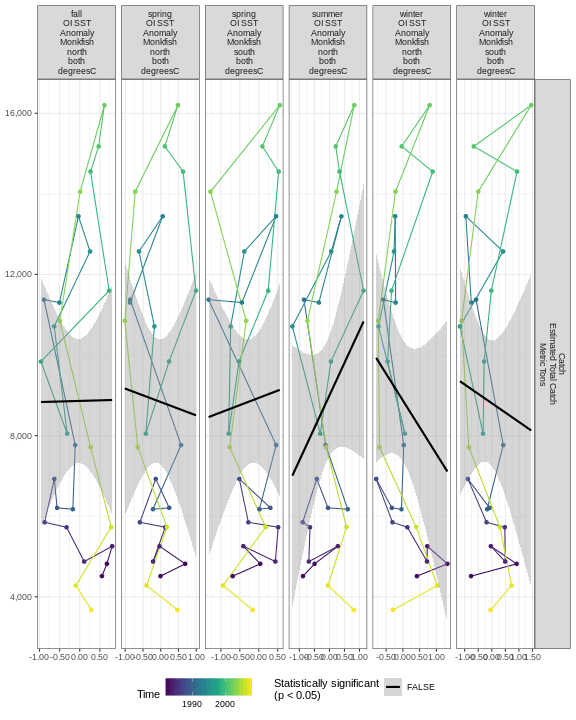 fall
OI SST
Anomaly
Monkfish
north
both
degreesC
spring
OI SST
Anomaly
Monkfish
north
both
degreesC
spring
OI SST
Anomaly
Monkfish
south
both
degreesC
summer
OI SST
Anomaly
Monkfish
north
both
degreesC
winter
OI SST
Anomaly
Monkfish
north
both
degreesC
winter
OI SST
Anomaly
Monkfish
south
both
degreesC
16,000
12,000
8,000
4,000
Catch
Estimated Total Catch
Metric Tons
-1.00 -0.50 0.00 0.50
-1.00 -0.50 0.00 0.50 1.00
-1.00 -0.50 0.00 0.50
-1.00 -0.50 0.00 0.50 1.00
-0.50 0.00 0.50 1.00
-1.00 -0.50 0.00 0.50 1.00 1.50
Time
1990 2000
Statistically significant
(p < 0.05)
FALSE